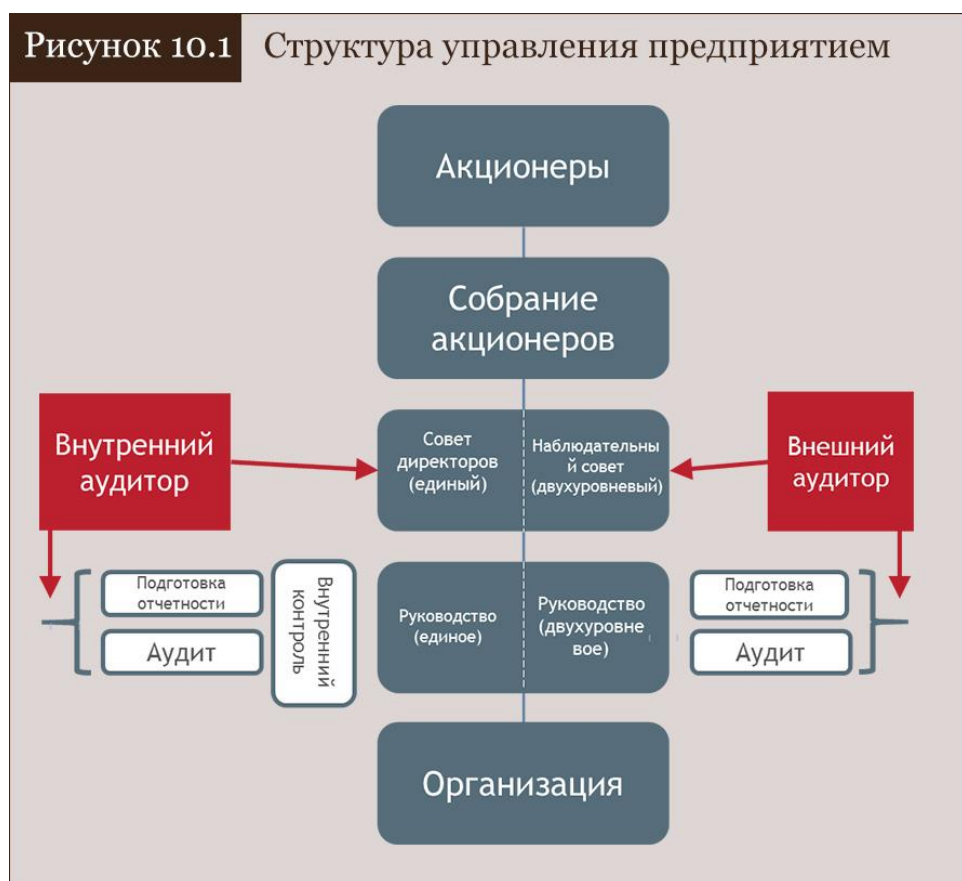 Рисунок 10.1 Структура управления предприятием
Акционеры
Собрание
акционеров
Внутренний
аудитор
Совет
директоров
(единый)
Наблюдательны
й совет
(двухуровневый)
Внешний
аудитор
Подготовка
отчетности
Аудит
Внутренний
контроль
Руководство
(единое)
Руководство
(двухуровне
вое)
Подготовка
отчетности
Аудит
Организация